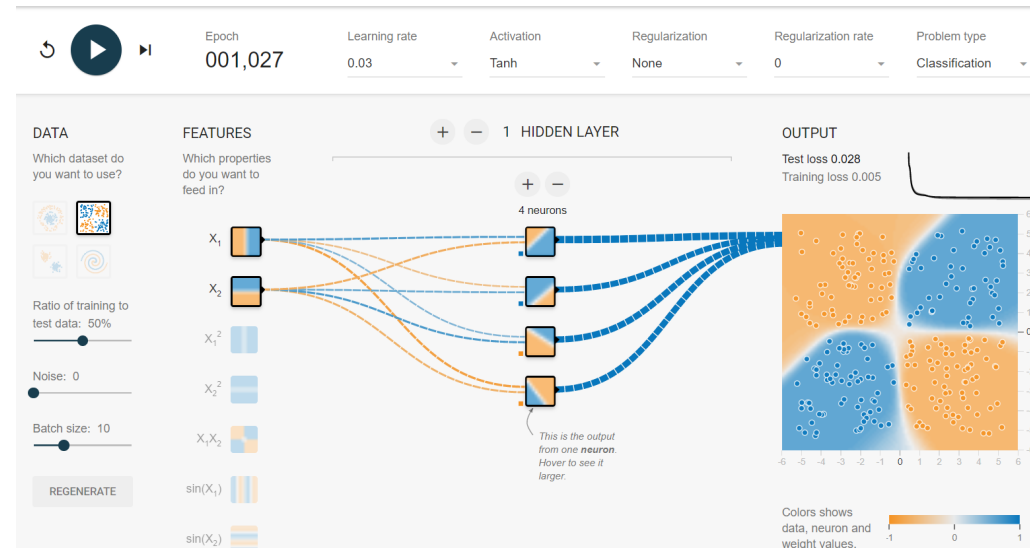 Epoch
001,027
Learning rate
0.03
Activation
Tanh
Regularization
None
Regularization rate
0
Problem type
Classification
DATA
Which dataset do
you want to use?
Ratio of training to
test data: 50%
Noise: 0
Batch size: 10
REGENERATE
FEATURES
Which properties
do you want to
feed in?
X₁
X₂
X₁²
X₂²
X₁X₂
sin(X₁)
sin(X₂)
+ − 1 HIDDEN LAYER
+ −
4 neurons
This is the output
from one neuron.
Hover to see it
larger.
OUTPUT
Test loss 0.028
Training loss 0.005
-6 -5 -4 -3 -2 -1 0 1 2 3 4 5 6
Colors shows
data, neuron and
weight values.
-1 0 1